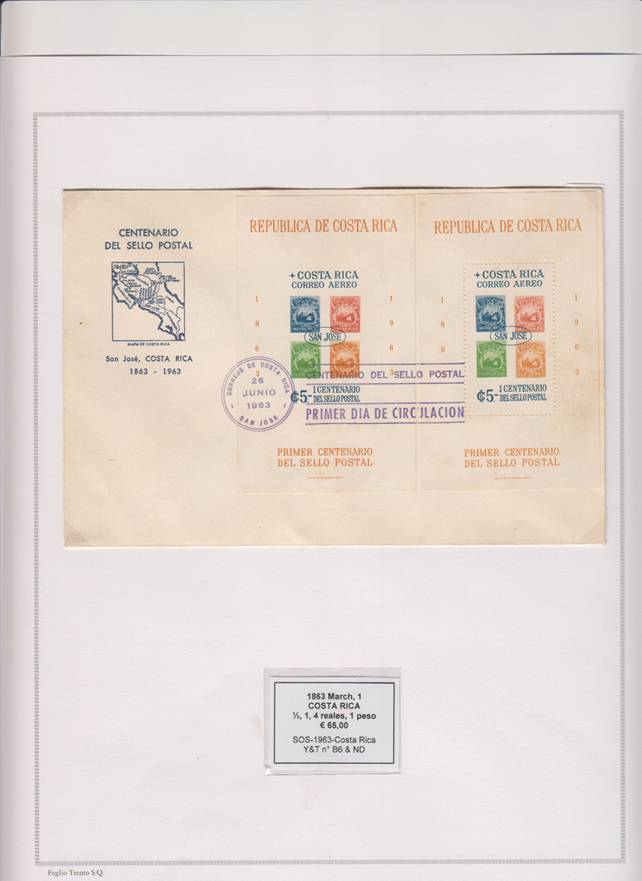 CENTENARIO
DEL SELLO POSTAL
MAPA DE COSTA RICA
San José, COSTA RICA
1863 - 1963
REPUBLICA DE COSTA RICA
+COSTA RICA
CORREO AEREO
1 1
8 9
SAN JOSE
6 6
3 3
₡5-
1 CENTENARIO
DEL SELLO POSTAL
PRIMER CENTENARIO
DEL SELLO POSTAL
REPUBLICA DE COSTA RICA
+COSTA RICA
CORREO AEREO
1
9
SAN JOSE
6
3
₡5-
1 CENTENARIO
DEL SELLO POSTAL
PRIMER CENTENARIO
DEL SELLO POSTAL
CORREOS DE COSTA RICA
26
JUNIO
1963
SAN JOSE
CENTENARIO DEL SELLO POSTAL
PRIMER DIA DE CIRCULACION
1863 March, 1
COSTA RICA
½, 1, 4 reales, 1 peso
€ 65,00
SOS-1963-Costa Rica
Y&T n° B6 & ND
Foglio Trento S.Q.